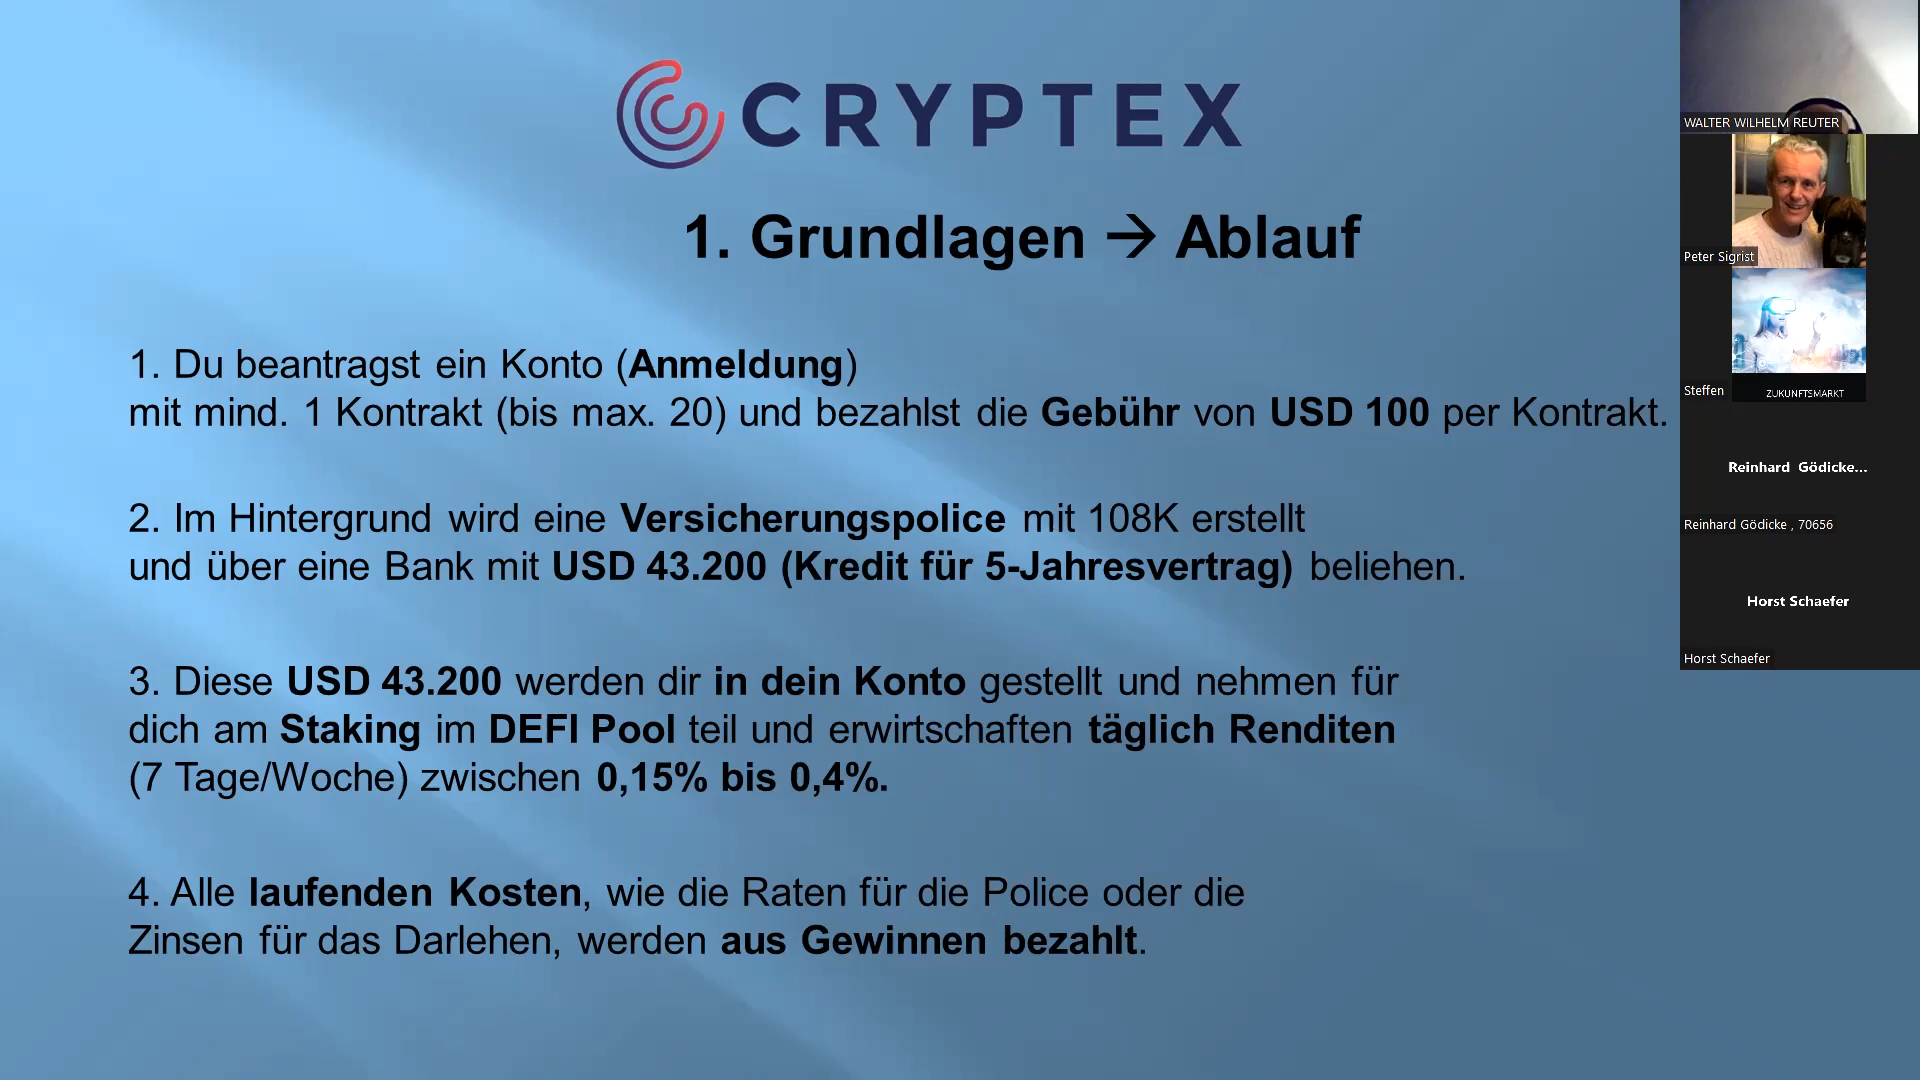 CRYPTEX
1. Grundlagen → Ablauf
1. Du beantragst ein Konto (Anmeldung)
mit mind. 1 Kontrakt (bis max. 20) und bezahlst die Gebühr von USD 100 per Kontrakt.
2. Im Hintergrund wird eine Versicherungspolice mit 108K erstellt
und über eine Bank mit USD 43.200 (Kredit für 5-Jahresvertrag) beliehen.
3. Diese USD 43.200 werden dir in dein Konto gestellt und nehmen für
dich am Staking im DEFI Pool teil und erwirtschaften täglich Renditen
(7 Tage/Woche) zwischen 0,15% bis 0,4%.
4. Alle laufenden Kosten, wie die Raten für die Police oder die
Zinsen für das Darlehen, werden aus Gewinnen bezahlt.
WALTER WILHELM REUTER
Peter Sigrist
Steffen
ZUKUNFTSMARKT
Reinhard Gödicke...
Reinhard Gödicke , 70656
Horst Schaefer
Horst Schaefer